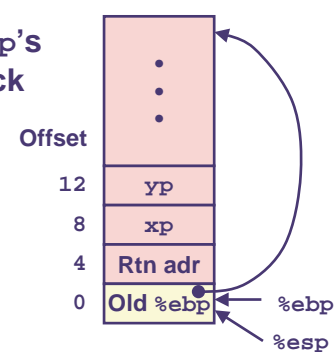 p's
ck
Offset
12 yp
8 xp
4 Rtn adr
0 Old %ebp %ebp
%esp